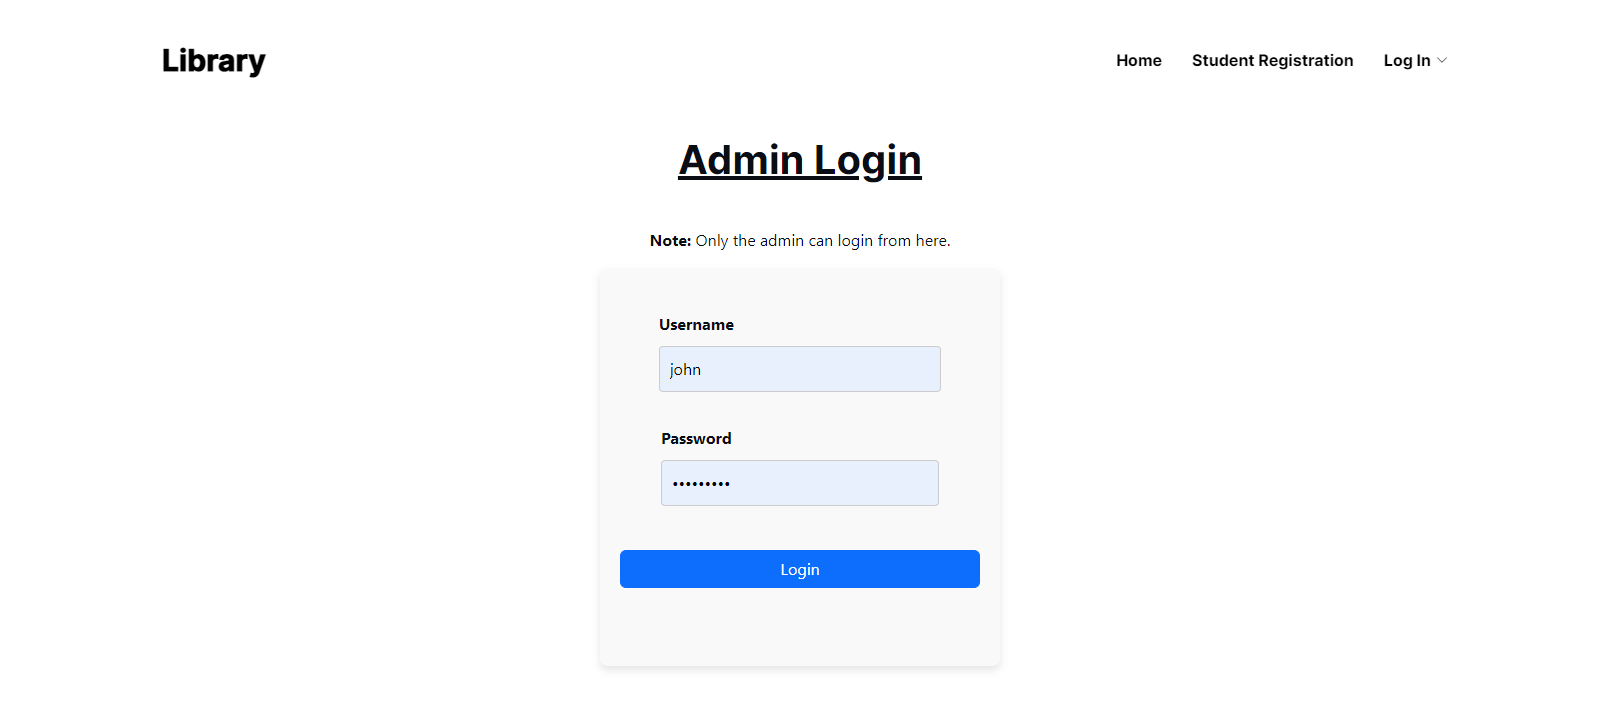 Library
Home Student Registration Log In
Admin Login
Note: Only the admin can login from here.
Username
john
Password
•••••••••
Login